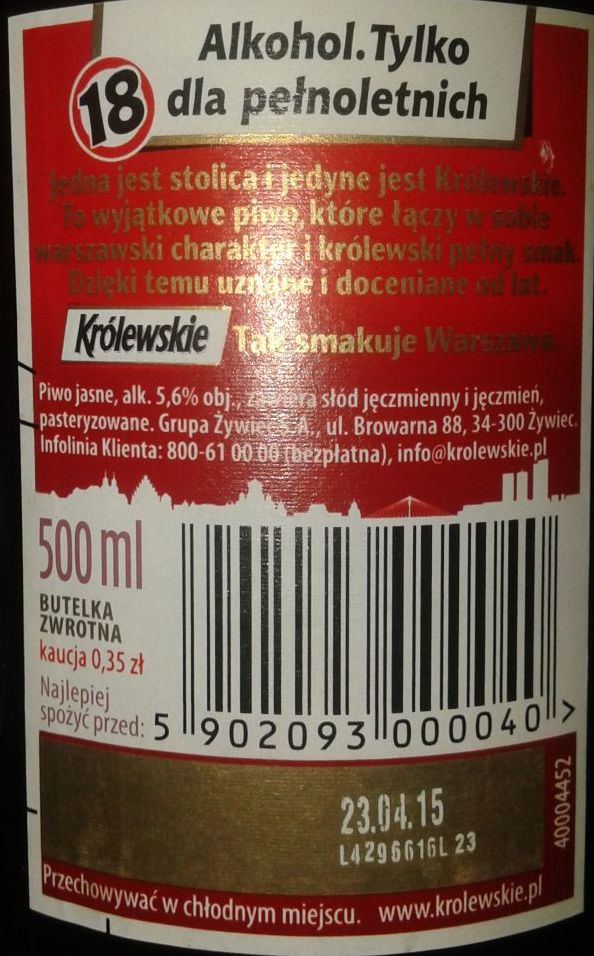 Alkohol. Tylko
18 dla pełnoletnich
Jedna jest stolica i jedyne jest Królewskie.
To wyjątkowe piwo, które łączy w sobie
warszawski charakter i królewski pełny smak.
Dzięki temu uznane i doceniane od lat.
Królewskie Tak smakuje Warszawa.
Piwo jasne, alk. 5,6% obj., zawiera słód jęczmienny i jęczmień,
pasteryzowane. Grupa Żywiec S.A., ul. Browarna 88, 34-300 Żywiec.
Infolinia Klienta: 800-61 00 00 (bezpłatna), info@krolewskie.pl
500 ml
BUTELKA
ZWROTNA
kaucja 0,35 zł
Najlepiej
spożyć przed:
5 902093 000040 >
23.04.15
L4296616L 23
40004452
Przechowywać w chłodnym miejscu. www.krolewskie.pl